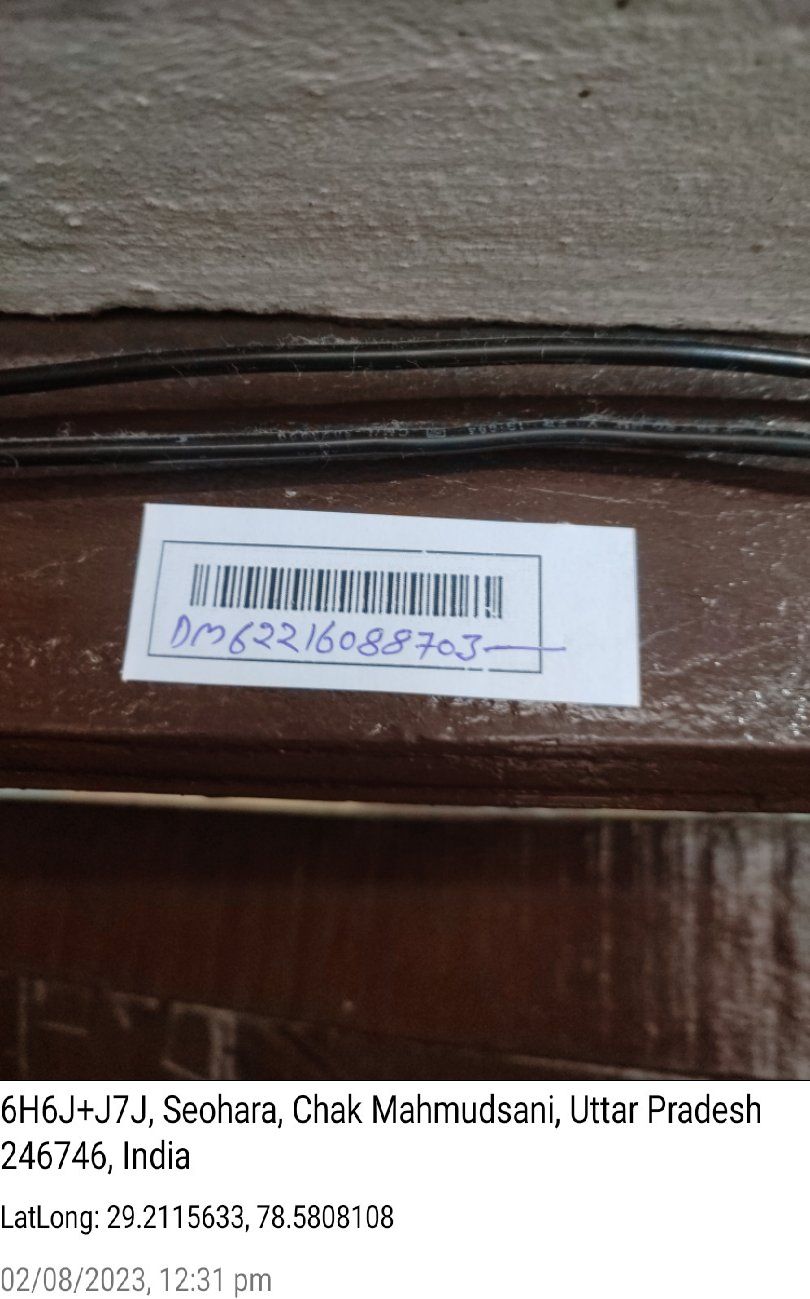 DM62216088703
6H6J+J7J, Seohara, Chak Mahmudsani, Uttar Pradesh
246746, India
LatLong: 29.2115633, 78.5808108
02/08/2023, 12:31 pm